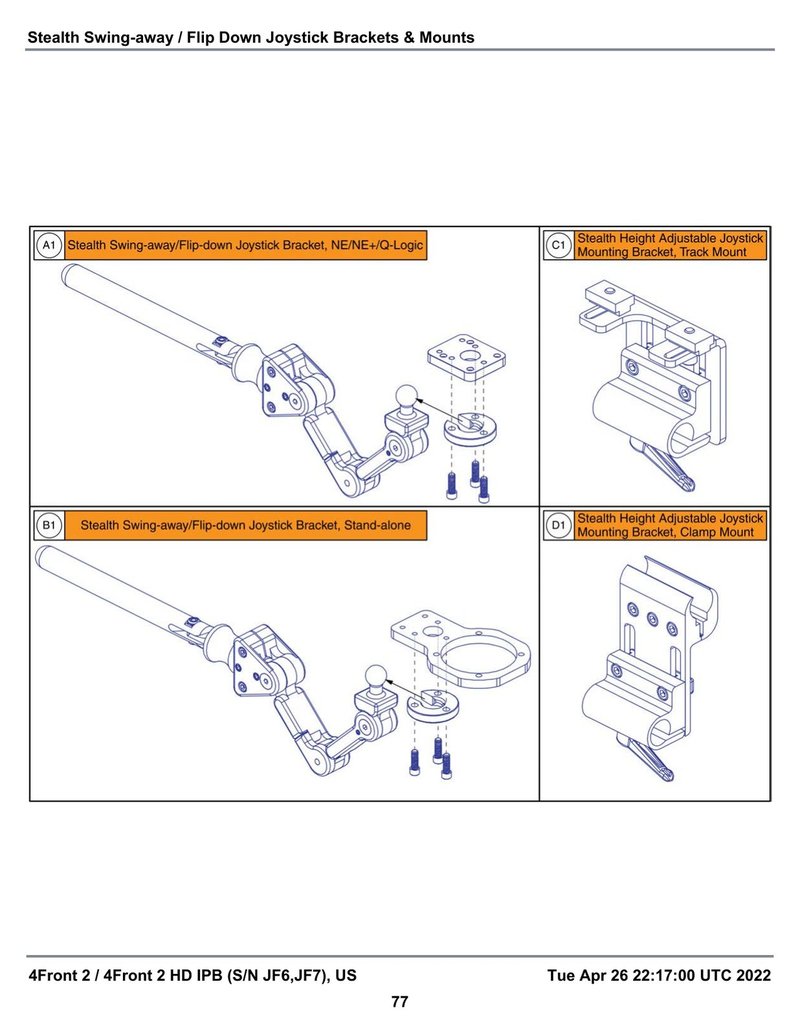 Stealth Swing-away / Flip Down Joystick Brackets & Mounts
A1 Stealth Swing-away/Flip-down Joystick Bracket, NE/NE+/Q-Logic
C1 Stealth Height Adjustable Joystick
Mounting Bracket, Track Mount
B1 Stealth Swing-away/Flip-down Joystick Bracket, Stand-alone
D1 Stealth Height Adjustable Joystick
Mounting Bracket, Clamp Mount
4Front 2 / 4Front 2 HD IPB (S/N JF6,JF7), US
Tue Apr 26 22:17:00 UTC 2022
77